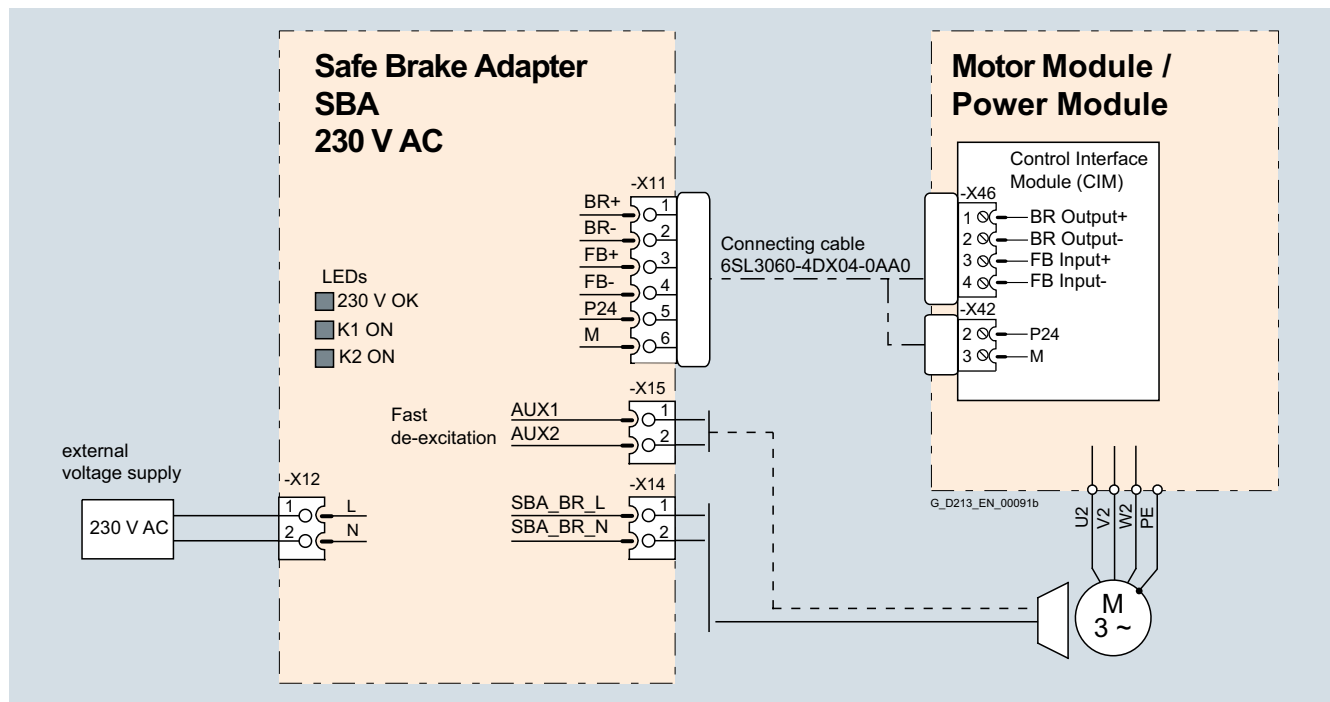 Safe Brake Adapter
SBA
230 V AC
LEDs
230 V OK
K1 ON
K2 ON
-X11
BR+ 1
BR- 2
FB+ 3
FB- 4
P24 5
M 6
Connecting cable
6SL3060-4DX04-0AA0
Motor Module /
Power Module
Control Interface
Module (CIM)
-X46
1 BR Output+
2 BR Output-
3 FB Input+
4 FB Input-
-X42
2 P24
3 M
-X15
Fast
de-excitation
AUX1 1
AUX2 2
external
voltage supply
230 V AC
-X12
1 L
2 N
-X14
SBA_BR_L 1
SBA_BR_N 2
G_D213_EN_00091b
U2
V2
W2
PE
M
3 ~